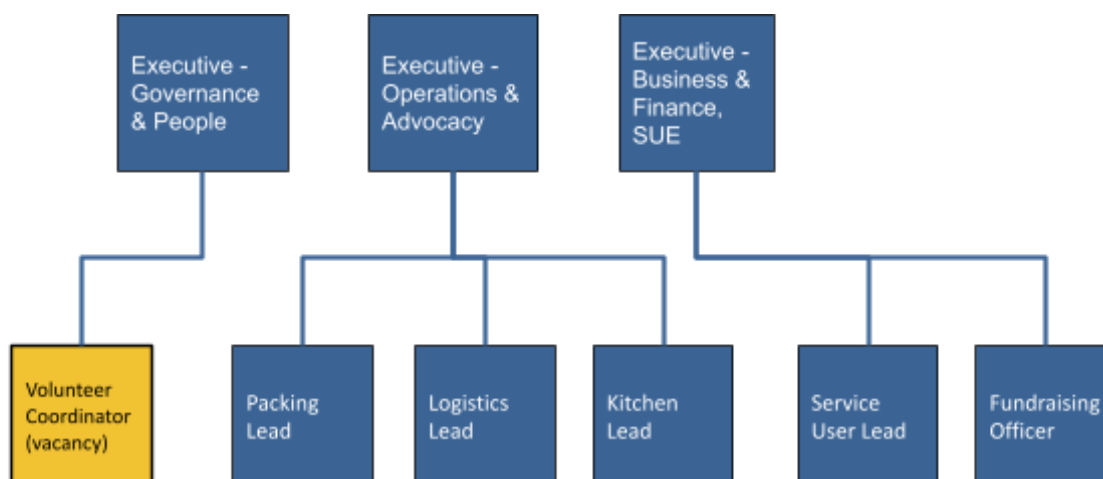 Executive -
Governance
& People
Executive -
Operations &
Advocacy
Executive -
Business &
Finance,
SUE
Volunteer
Coordinator
(vacancy)
Packing
Lead
Logistics
Lead
Kitchen
Lead
Service
User Lead
Fundraising
Officer